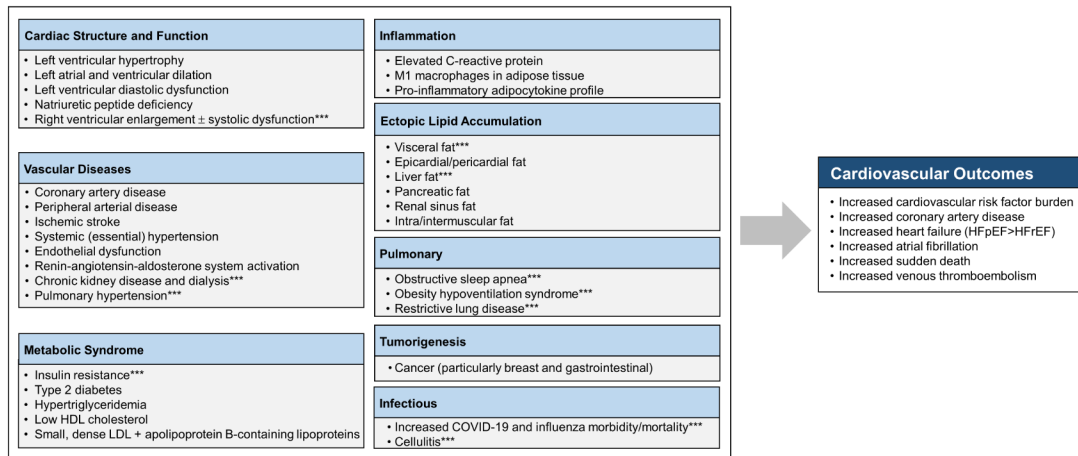 Cardiac Structure and Function
• Left ventricular hypertrophy
• Left atrial and ventricular dilation
• Left ventricular diastolic dysfunction
• Natriuretic peptide deficiency
• Right ventricular enlargement ± systolic dysfunction***
Vascular Diseases
• Coronary artery disease
• Peripheral arterial disease
• Ischemic stroke
• Systemic (essential) hypertension
• Endothelial dysfunction
• Renin-angiotensin-aldosterone system activation
• Chronic kidney disease and dialysis***
• Pulmonary hypertension***
Metabolic Syndrome
• Insulin resistance***
• Type 2 diabetes
• Hypertriglyceridemia
• Low HDL cholesterol
• Small, dense LDL + apolipoprotein B-containing lipoproteins
Inflammation
• Elevated C-reactive protein
• M1 macrophages in adipose tissue
• Pro-inflammatory adipocytokine profile
Ectopic Lipid Accumulation
• Visceral fat***
• Epicardial/pericardial fat
• Liver fat***
• Pancreatic fat
• Renal sinus fat
• Intra/intermuscular fat
Pulmonary
• Obstructive sleep apnea***
• Obesity hypoventilation syndrome***
• Restrictive lung disease***
Tumorigenesis
• Cancer (particularly breast and gastrointestinal)
Infectious
• Increased COVID-19 and influenza morbidity/mortality***
• Cellulitis***
Cardiovascular Outcomes
• Increased cardiovascular risk factor burden
• Increased coronary artery disease
• Increased heart failure (HFpEF>HFrEF)
• Increased atrial fibrillation
• Increased sudden death
• Increased venous thromboembolism